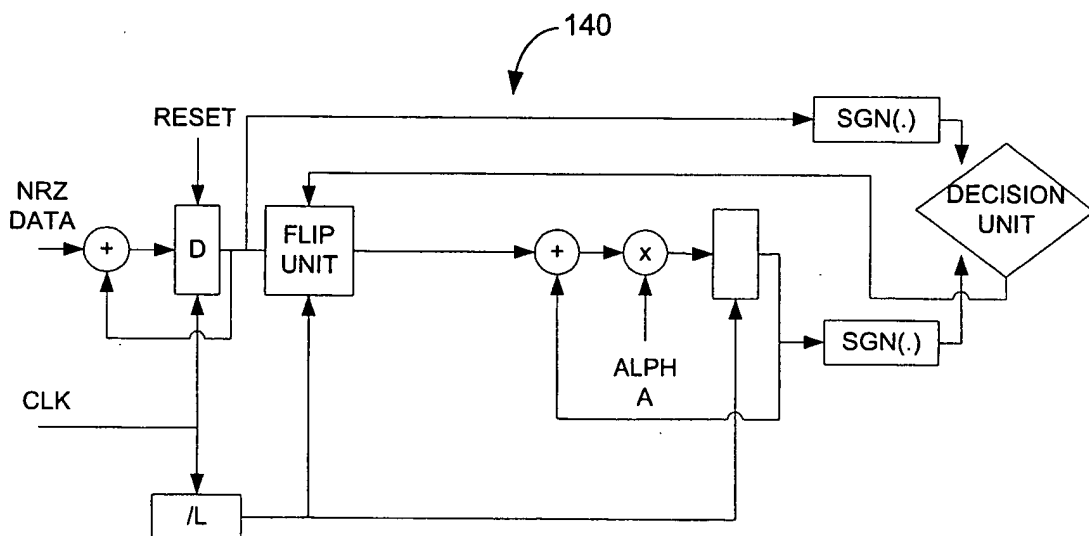 140
RESET
SGN(.)
NRZ
DATA
+
D
FLIP
UNIT
DECISION
UNIT
+
x
SGN(.)
ALPH
A
CLK
/L